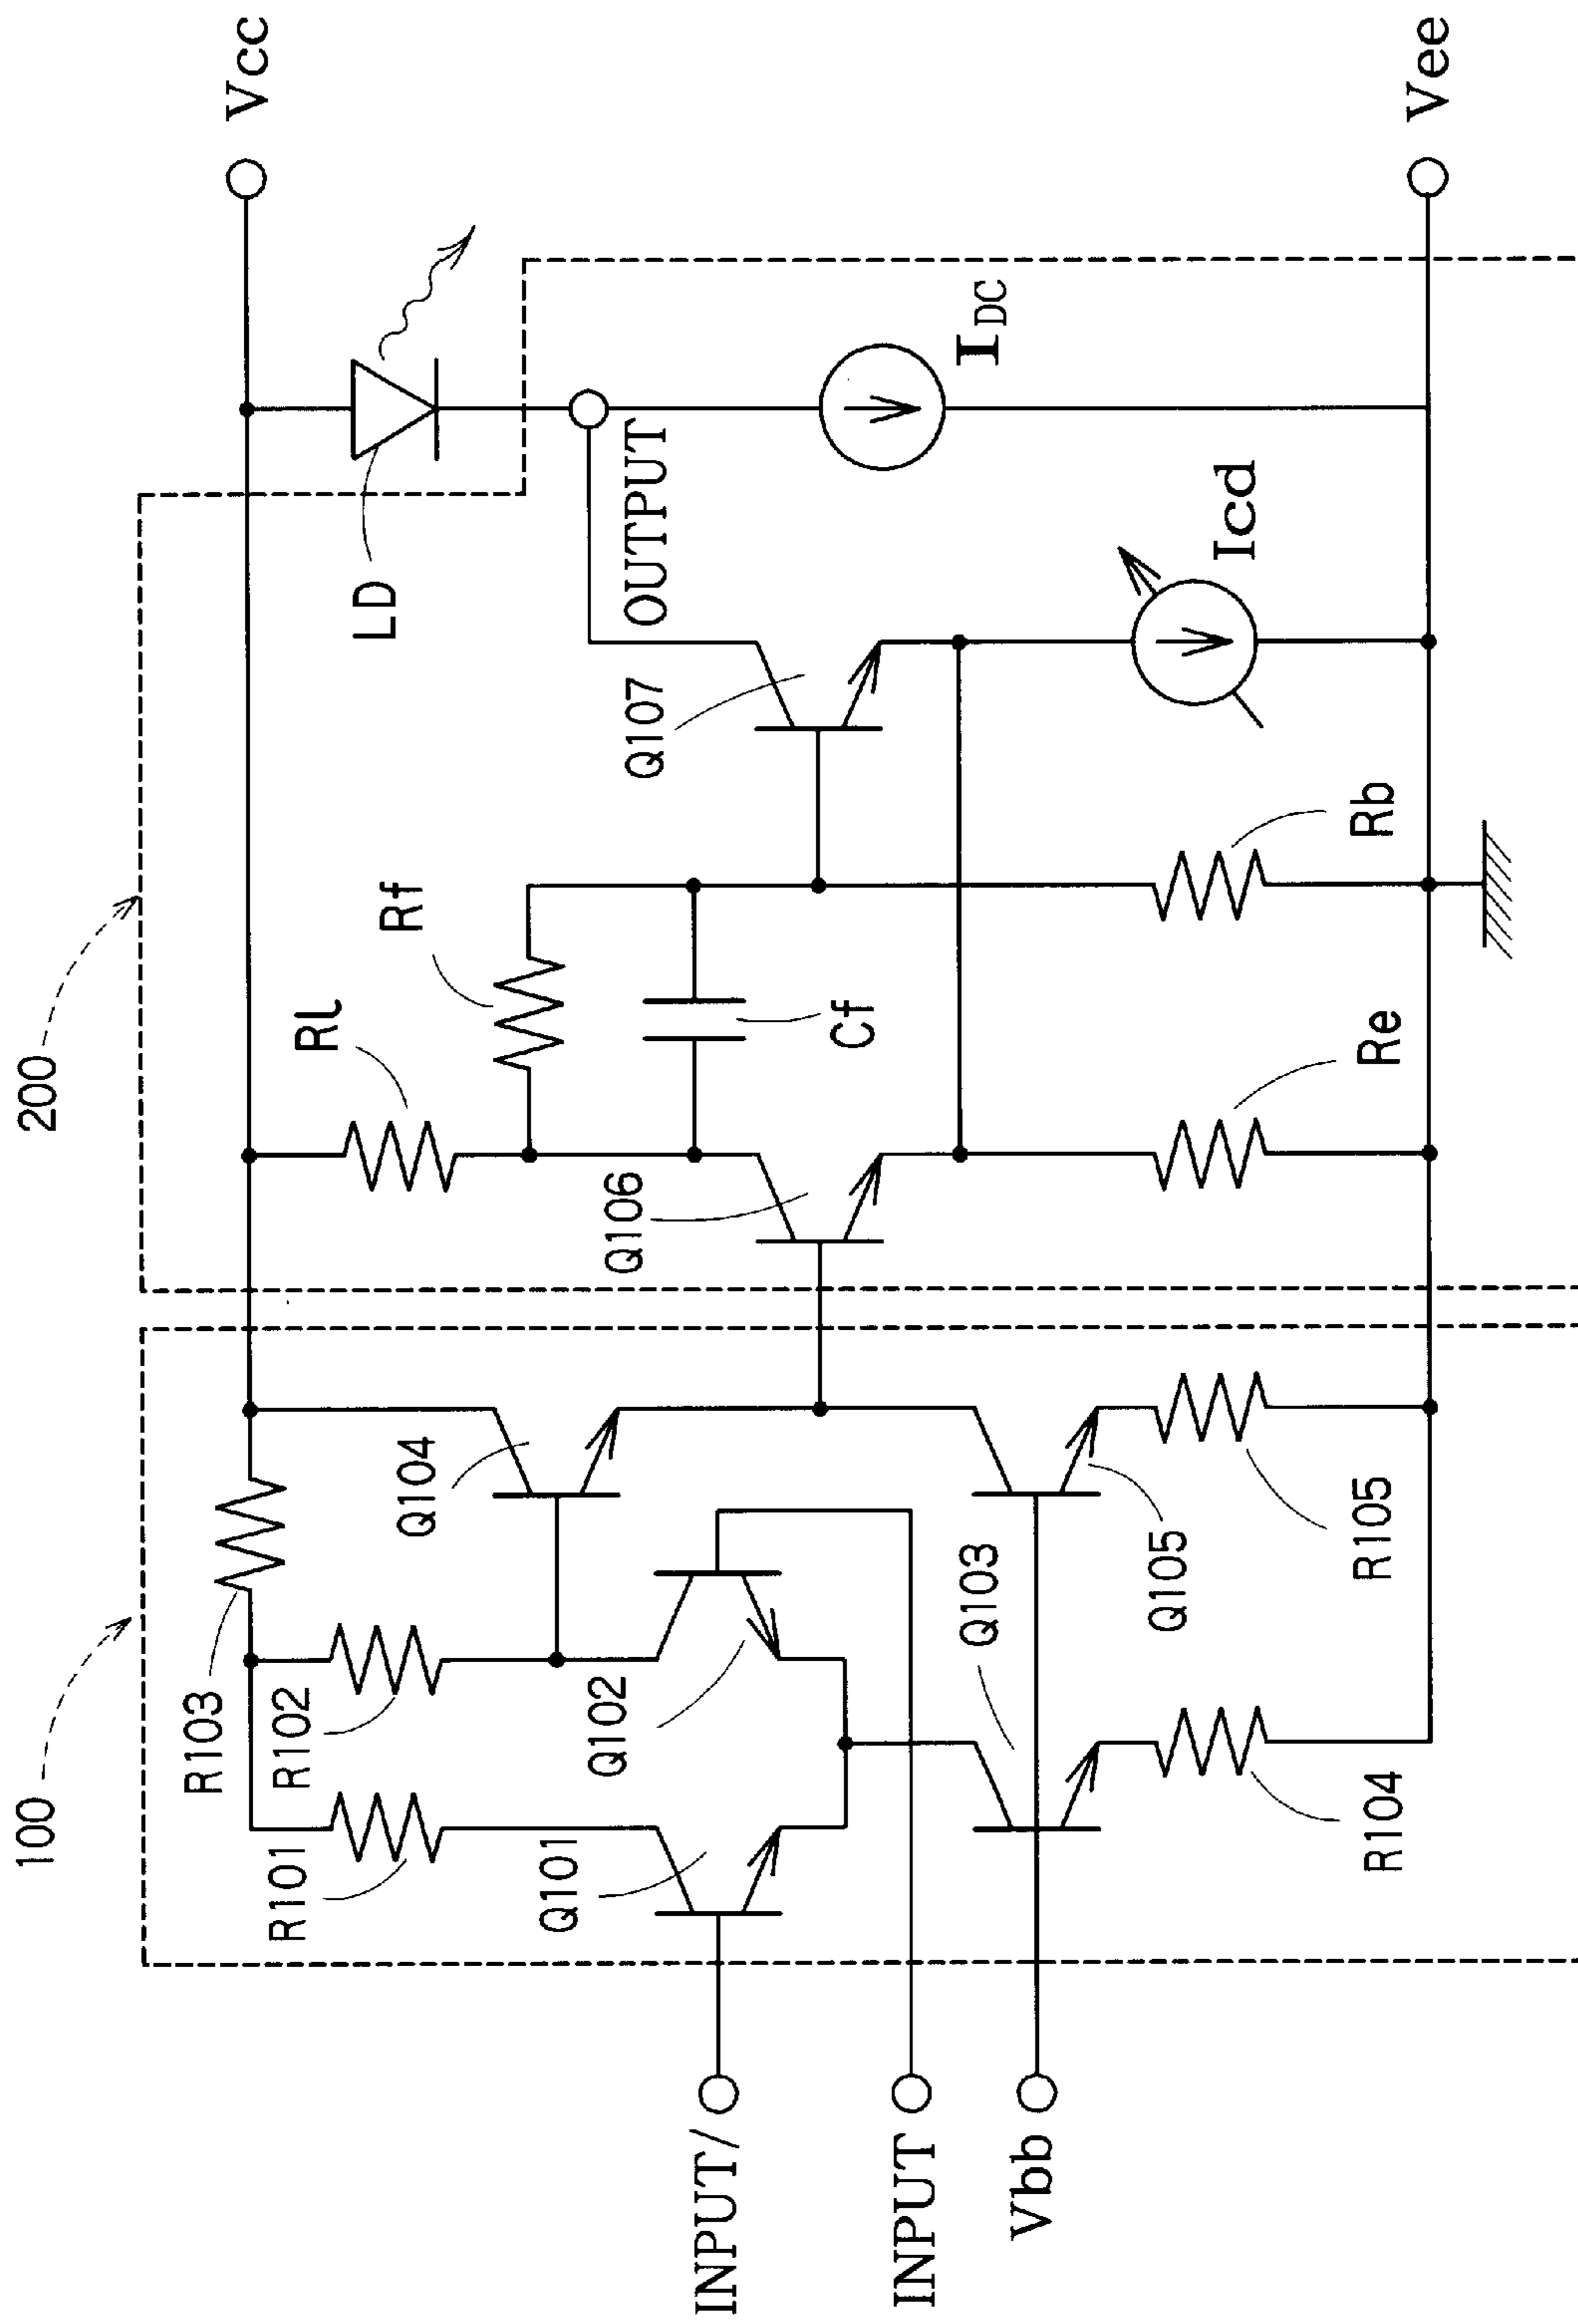 100
200
Vcc
R103
R101
R102
Rl
LD
Q104
Rf
Q101
Q102
Q106
Q107
OUTPUT
INPUT/
Cf
I DC
INPUT
Q103
Vbb
Q105
Icd
R104
R105
Re
Rb
Vee